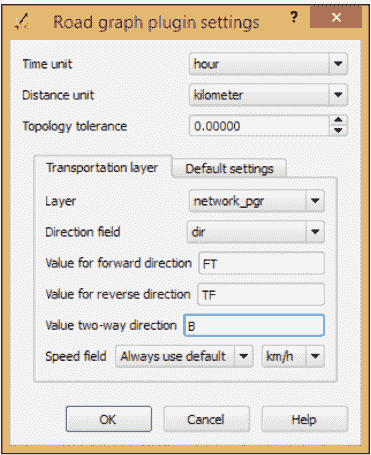 Road graph plugin settings ? ×
Time unit hour
Distance unit kilometer
Topology tolerance 0.00000
Transportation layer Default settings
Layer network_pgr
Direction field dir
Value for forward direction FT
Value for reverse direction TF
Value two-way direction B
Speed field Always use default km/h
OK Cancel Help